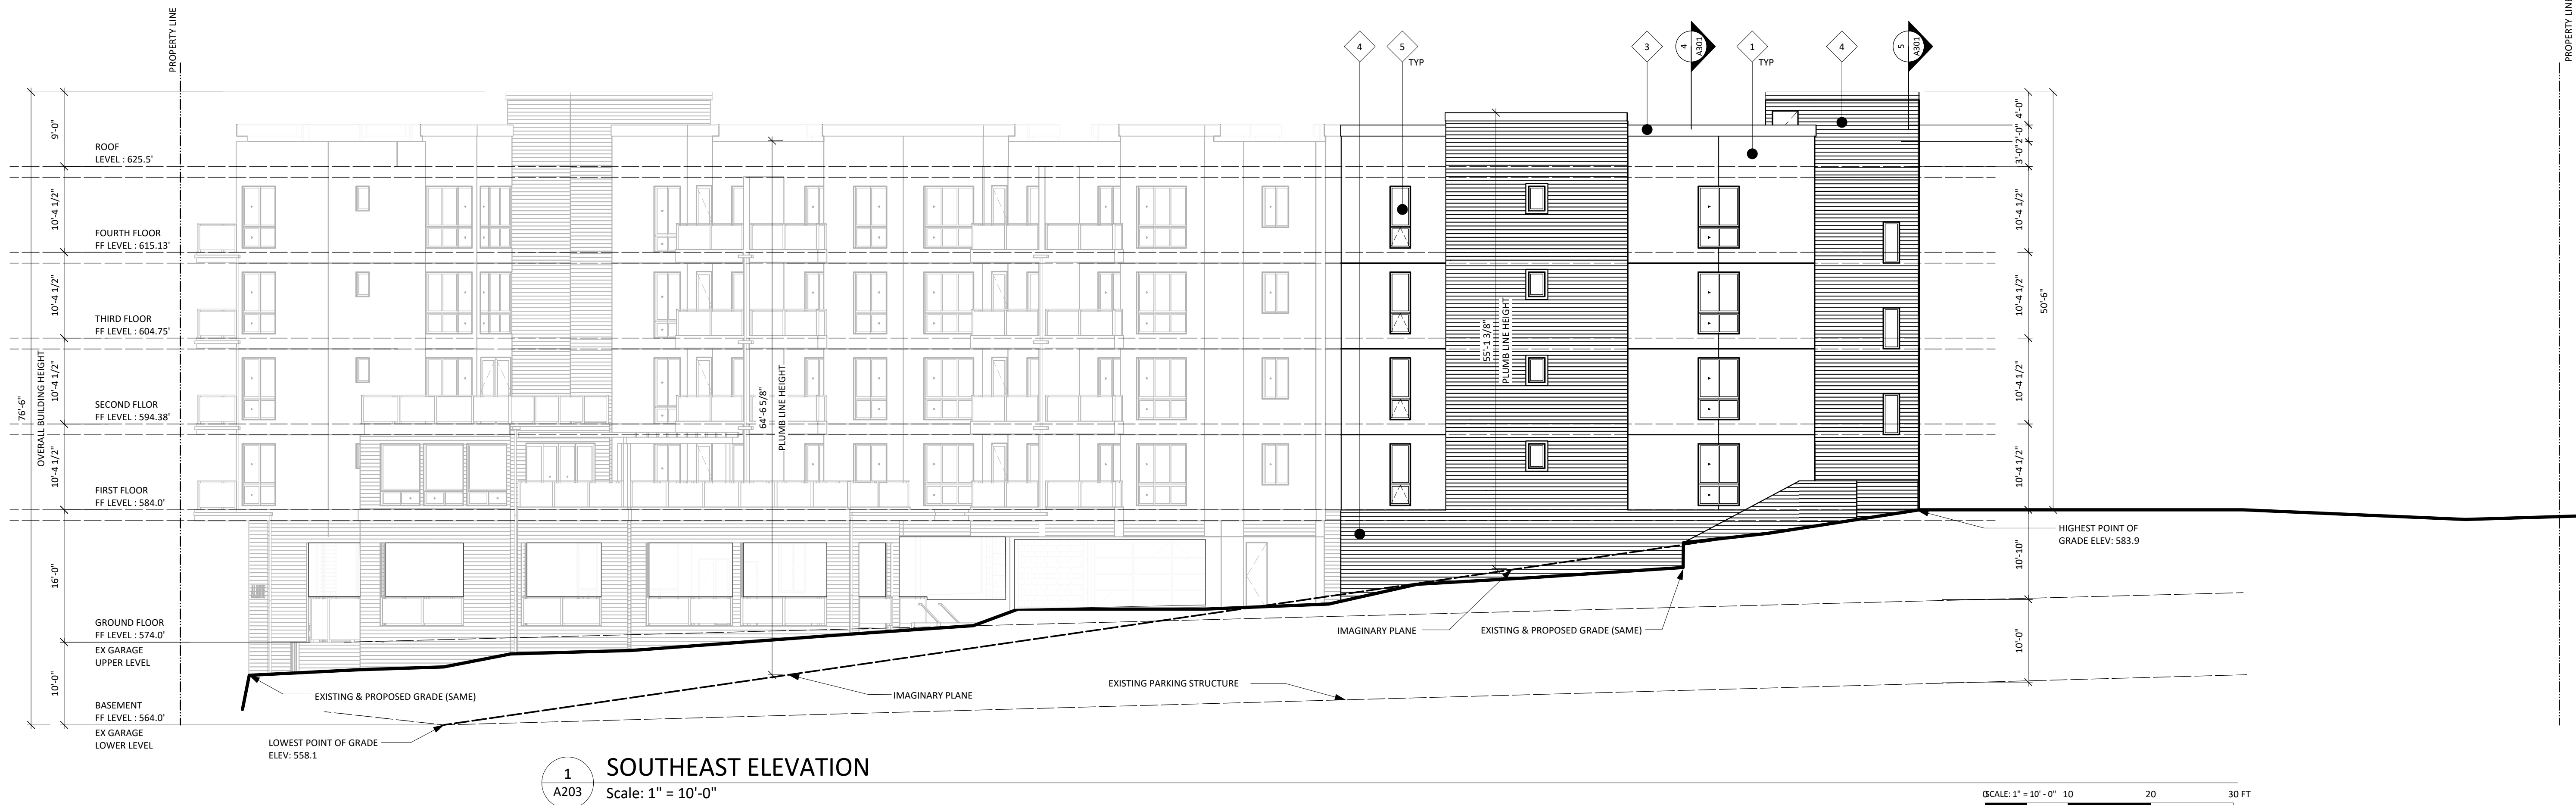 PROPERTY LINE
PROPERTY LINE
4
5
TYP
3
4
A301
1
TYP
4
5
A301
9'-0"
ROOF
LEVEL : 625.5'
10'-4 1/2"
FOURTH FLOOR
FF LEVEL : 615.13'
10'-4 1/2"
THIRD FLOOR
FF LEVEL : 604.75'
76'-6"
OVERALL BUILDING HEIGHT
10'-4 1/2"
SECOND FLLOR
FF LEVEL : 594.38'
10'-4 1/2"
FIRST FLOOR
FF LEVEL : 584.0'
16'-0"
GROUND FLOOR
FF LEVEL : 574.0'
EX GARAGE
UPPER LEVEL
10'-0"
BASEMENT
FF LEVEL : 564.0'
EX GARAGE
LOWER LEVEL
64'-6 5/8"
PLUMB LINE HEIGHT
55'-1 3/8"
PLUMB LINE HEIGHT
4'-0"
2'-0"
3'-0"
10'-4 1/2"
10'-4 1/2"
10'-4 1/2"
10'-4 1/2"
50'-6"
10'-10"
10'-0"
HIGHEST POINT OF
GRADE ELEV: 583.9
IMAGINARY PLANE
EXISTING & PROPOSED GRADE (SAME)
EXISTING PARKING STRUCTURE
EXISTING & PROPOSED GRADE (SAME)
IMAGINARY PLANE
LOWEST POINT OF GRADE
ELEV: 558.1
1
A203
SOUTHEAST ELEVATION
Scale: 1" = 10'-0"
0
SCALE: 1" = 10' - 0"
10
20
30 FT